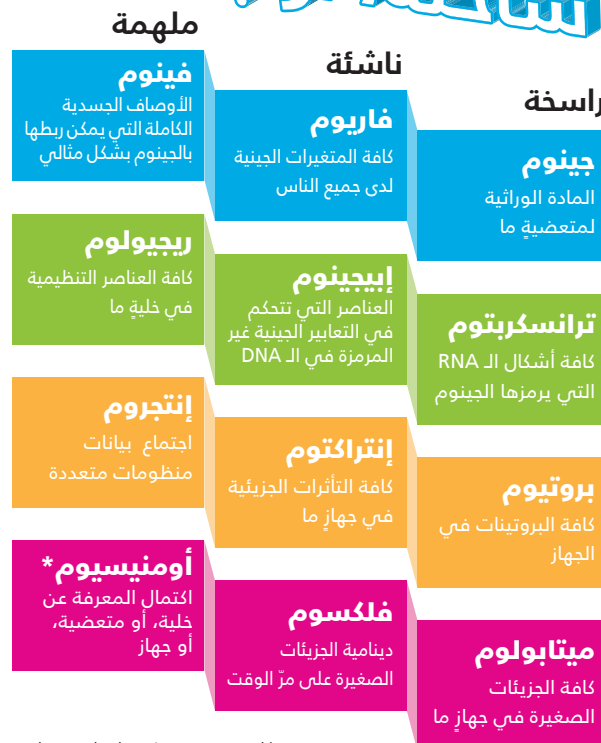 راسخة
جينوم
المادة الوراثية
لمتعضيةٍ ما
ترانسكربتوم
كافة أشكال الـ RNA
التي يرمزها الجينوم
بروتيوم
كافة البروتينات في
الجهاز
ميتابولوم
كافة الجزيئات
الصغيرة في جهازٍ ما
ناشئة
فاريوم
كافة المتغيرات الجينية
لدى جميع الناس
إبيجينوم
العناصر التي تتحكم
في التعابير الجينية غير
المرمزة في الـ DNA
إنتراكتوم
كافة التأثرات الجزيئية
في جهازٍ ما
فلكسوم
دينامية الجزيئات
الصغيرة على مرّ الوقت
ملهمة
فينوم
الأوصاف الجسدية
الكاملة التي يمكن ربطها
بالجينوم بشكل مثالي
ريجيولوم
كافة العناصر التنظيمية
في خليةٍ ما
إنتجروم
اجتماع بيانات
منظومات متعددة
أومنيسيوم*
اكتمال المعرفة عن
خلية، أو متعضية،
أو جهاز